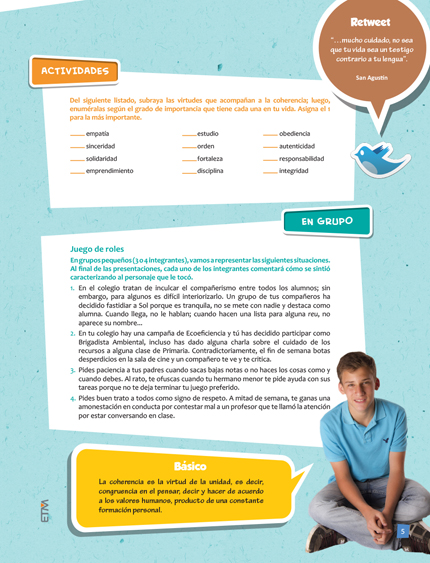 Retweet
"...mucho cuidado, no sea
que tu vida sea un testigo
contrario a tu lengua".
San Agustín
ACTIVIDADES
Del siguiente listado, subraya las virtudes que acompañan a la coherencia; luego,
enuméralas según el grado de importancia que tiene cada una en tu vida. Asigna el 1
para la más importante.
empatía estudio obediencia
sinceridad orden autenticidad
solidaridad fortaleza responsabilidad
emprendimiento disciplina integridad
EN GRUPO
Juego de roles
En grupos pequeños (3 o 4 integrantes), vamos a representar las siguientes situaciones.
Al final de las presentaciones, cada uno de los integrantes comentará cómo se sintió
caracterizando al personaje que le tocó.
1. En el colegio tratan de inculcar el compañerismo entre todos los alumnos; sin
embargo, para algunos es difícil interiorizarlo. Un grupo de tus compañeros ha
decidido fastidiar a Sol porque es tranquila, no se mete con nadie y destaca como
alumna. Cuando llega, no le hablan; cuando hacen una lista para alguna reu, no
aparece su nombre...
2. En tu colegio hay una campaña de Ecoeficiencia y tú has decidido participar como
Brigadista Ambiental, incluso has dado alguna charla sobre el cuidado de los
recursos a alguna clase de Primaria. Contradictoriamente, el fin de semana botas
desperdicios en la sala de cine y un compañero te ve y te critica.
3. Pides paciencia a tus padres cuando sacas bajas notas o no haces los cosas como y
cuando debes. Al rato, te ofuscas cuando tu hermano menor te pide ayuda con sus
tareas porque no te deja terminar tu juego preferido.
4. Pides buen trato a todos como signo de respeto. A mitad de semana, te ganas una
amonestación en conducta por contestar mal a un profesor que te llamó la atención
por estar conversando en clase.
Básico
La coherencia es la virtud de la unidad, es decir,
congruencia en el pensar, decir y hacer de acuerdo
a los valores humanos, producto de una constante
formación personal.
5